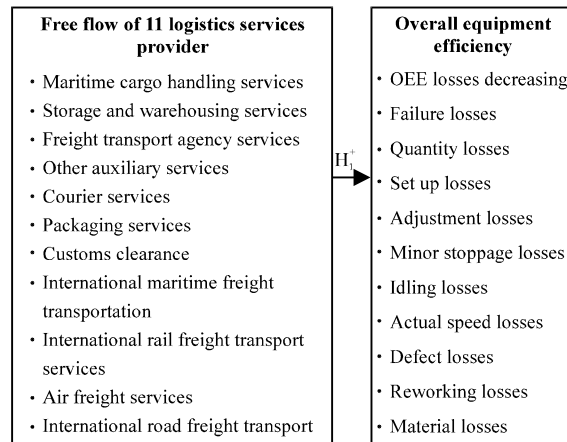 Free flow of 11 logistics services
provider
• Maritime cargo handling services
• Storage and warehousing services
• Freight transport agency services
• Other auxiliary services
• Courier services
• Packaging services
• Customs clearance
• International maritime freight
transportation
• International rail freight transport
services
• Air freight services
• International road freight transport
H₁⁺
Overall equipment
efficiency
• OEE losses decreasing
• Failure losses
• Quantity losses
• Set up losses
• Adjustment losses
• Minor stoppage losses
• Idling losses
• Actual speed losses
• Defect losses
• Reworking losses
• Material losses